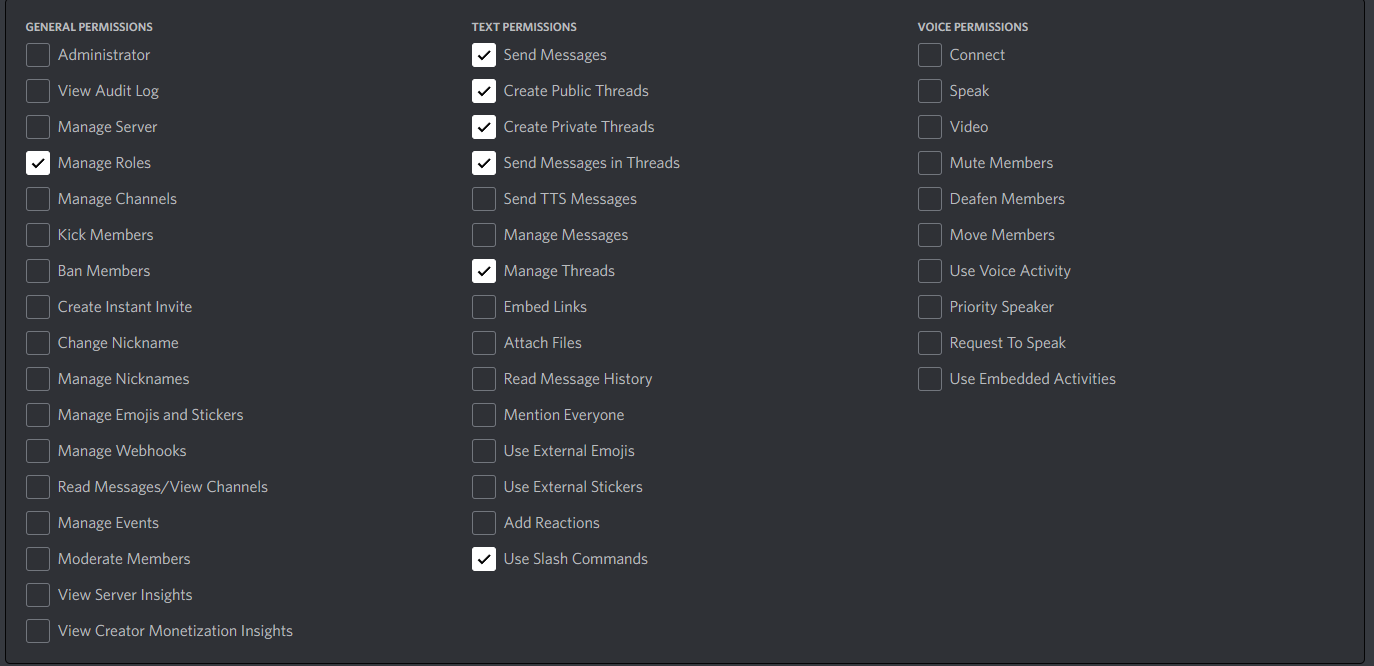 GENERAL PERMISSIONS
Administrator
View Audit Log
Manage Server
Manage Roles
Manage Channels
Kick Members
Ban Members
Create Instant Invite
Change Nickname
Manage Nicknames
Manage Emojis and Stickers
Manage Webhooks
Read Messages/View Channels
Manage Events
Moderate Members
View Server Insights
View Creator Monetization Insights
TEXT PERMISSIONS
Send Messages
Create Public Threads
Create Private Threads
Send Messages in Threads
Send TTS Messages
Manage Messages
Manage Threads
Embed Links
Attach Files
Read Message History
Mention Everyone
Use External Emojis
Use External Stickers
Add Reactions
Use Slash Commands
VOICE PERMISSIONS
Connect
Speak
Video
Mute Members
Deafen Members
Move Members
Use Voice Activity
Priority Speaker
Request To Speak
Use Embedded Activities